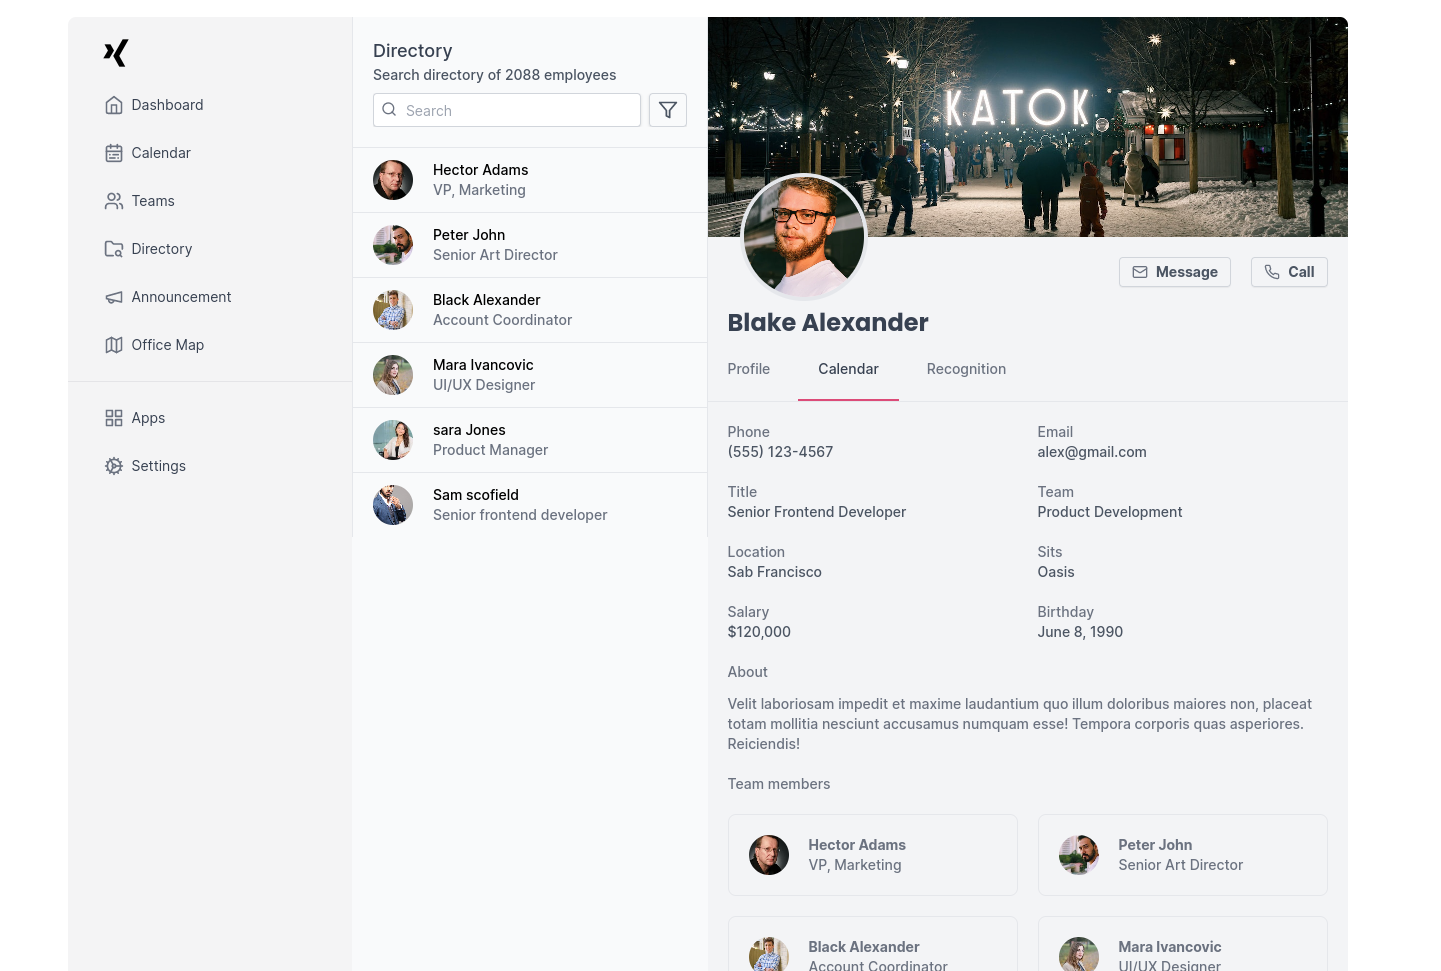 Dashboard
Calendar
Teams
Directory
Announcement
Office Map
Apps
Settings
Directory
Search directory of 2088 employees
Search
Hector Adams
VP, Marketing
Peter John
Senior Art Director
Black Alexander
Account Coordinator
Mara Ivancovic
UI/UX Designer
sara Jones
Product Manager
Sam scofield
Senior frontend developer
KATOK
Message
Call
Blake Alexander
Profile
Calendar
Recognition
Phone
(555) 123-4567
Email
alex@gmail.com
Title
Senior Frontend Developer
Team
Product Development
Location
Sab Francisco
Sits
Oasis
Salary
$120,000
Birthday
June 8, 1990
About
Velit laboriosam impedit et maxime laudantium quo illum doloribus maiores non, placeat
totam mollitia nesciunt accusamus numquam esse! Tempora corporis quas asperiores.
Reiciendis!
Team members
Hector Adams
VP, Marketing
Peter John
Senior Art Director
Black Alexander
Account Coordinator
Mara Ivancovic
UI/UX Designer